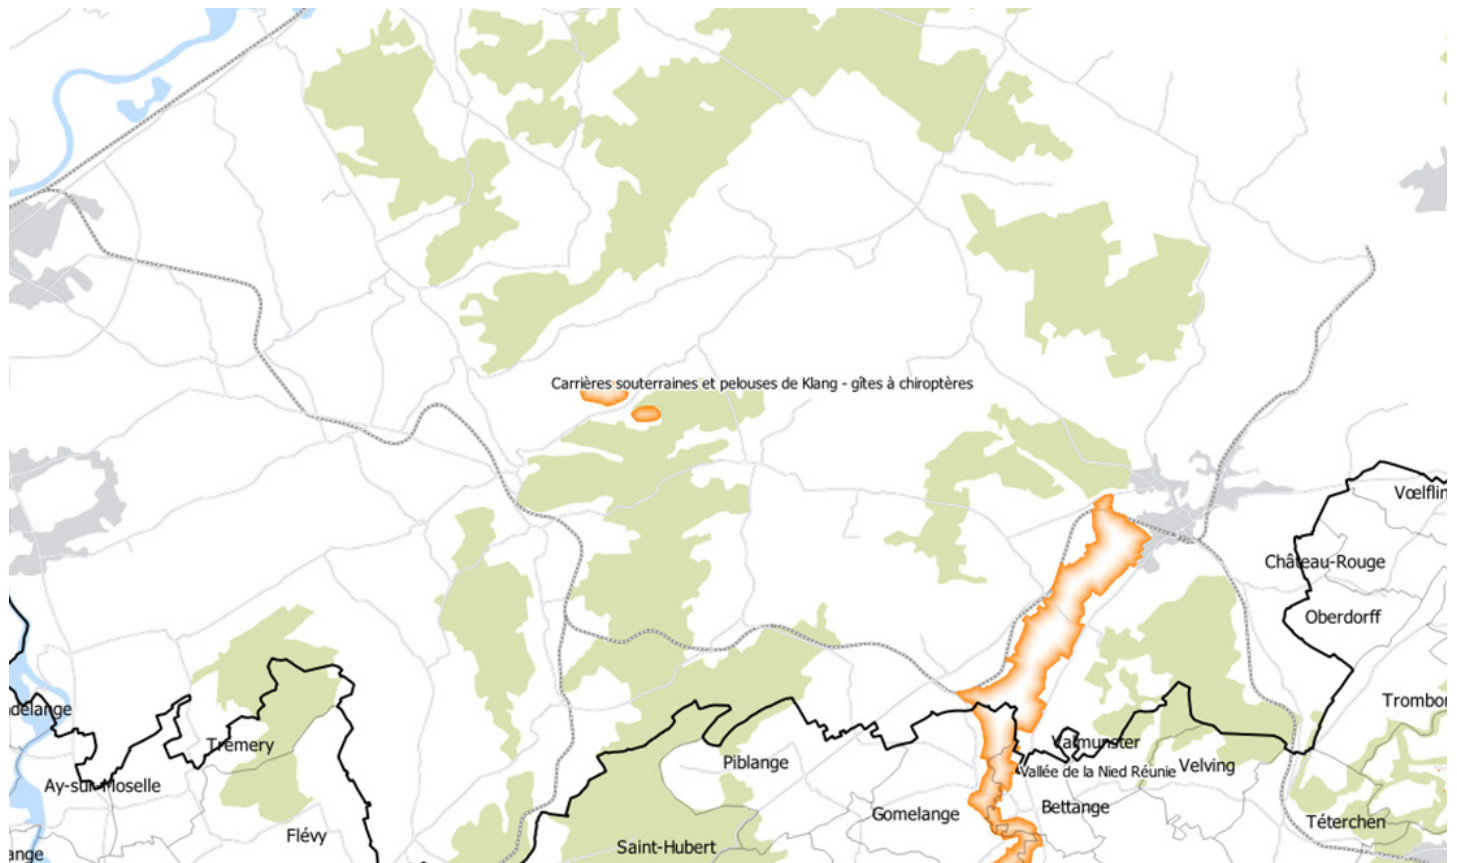 Carrières souterraines et pelouses de Klang - gîtes à chiroptères
Vœlflin
Château-Rouge
Oberdorff
Trombor
delange
Trémery
Valmunster
Piblange
Vallée de la Nied Réunie
Velving
Ay-sur-Moselle
Bettange
Gomelange
Téterchen
Flévy
Saint-Hubert
ange